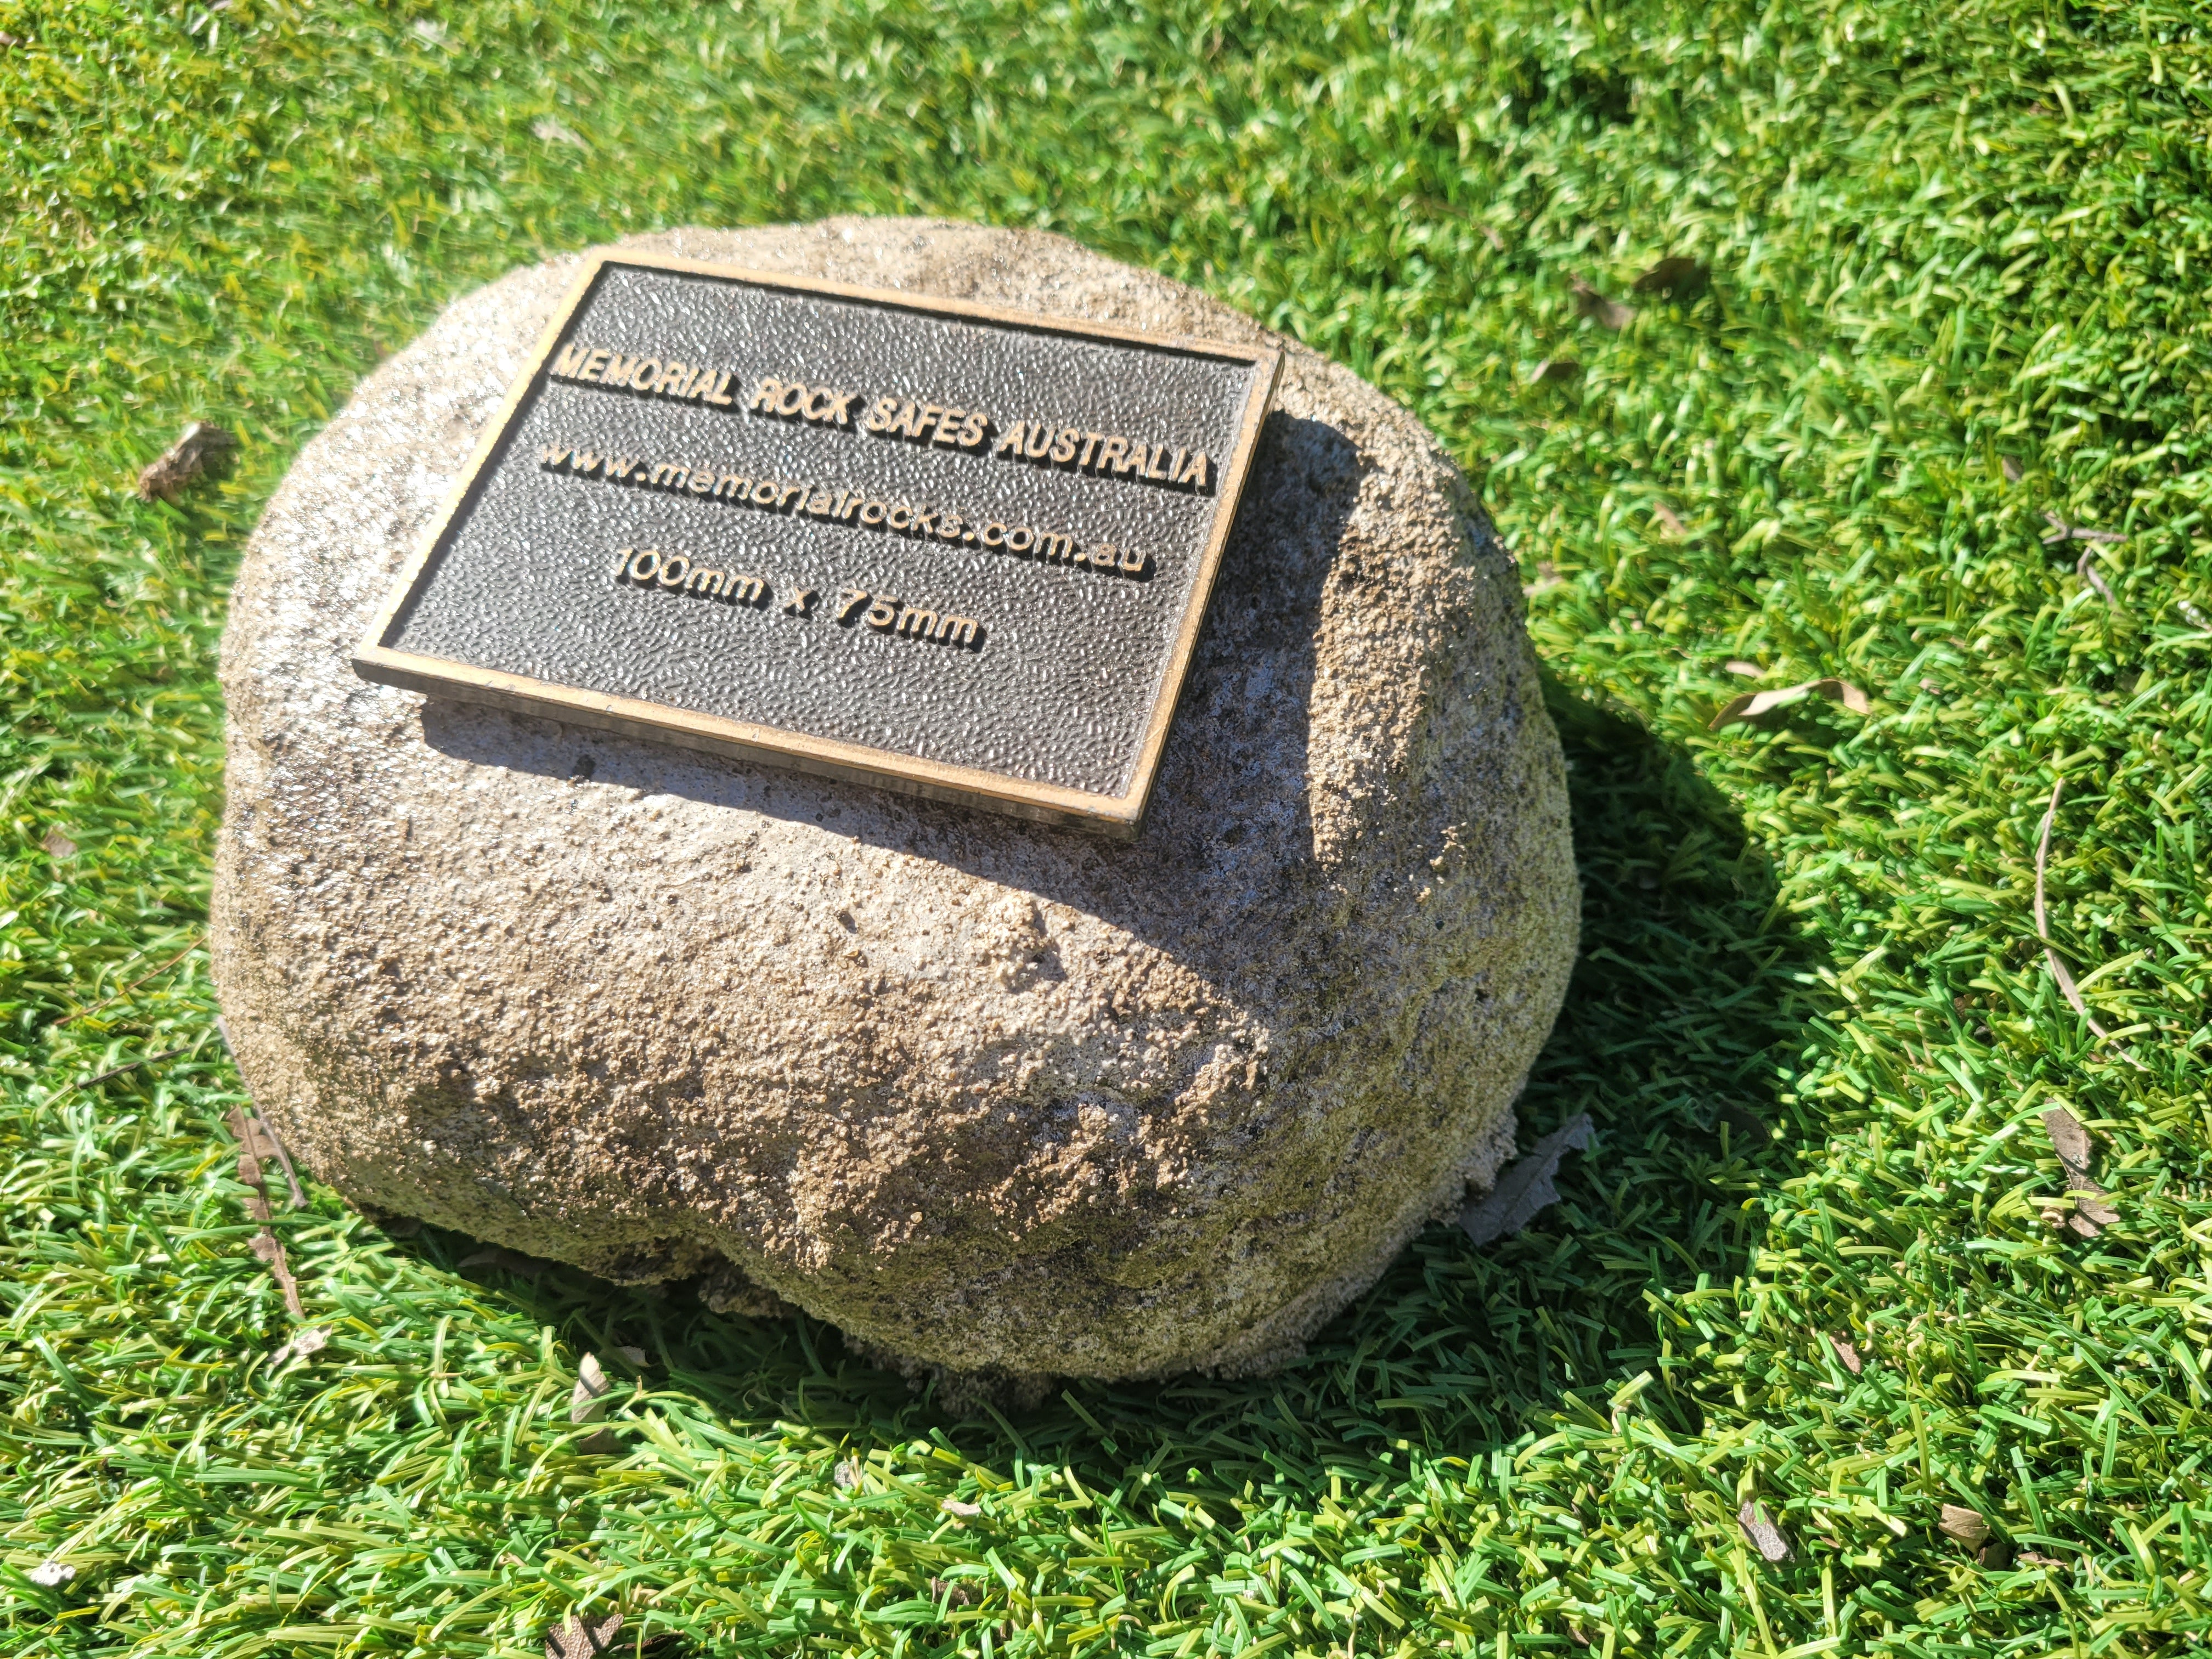 MEMORIAL ROCK SAFES AUSTRALIA
www.memorialrocks.com.au
100mm x 75mm